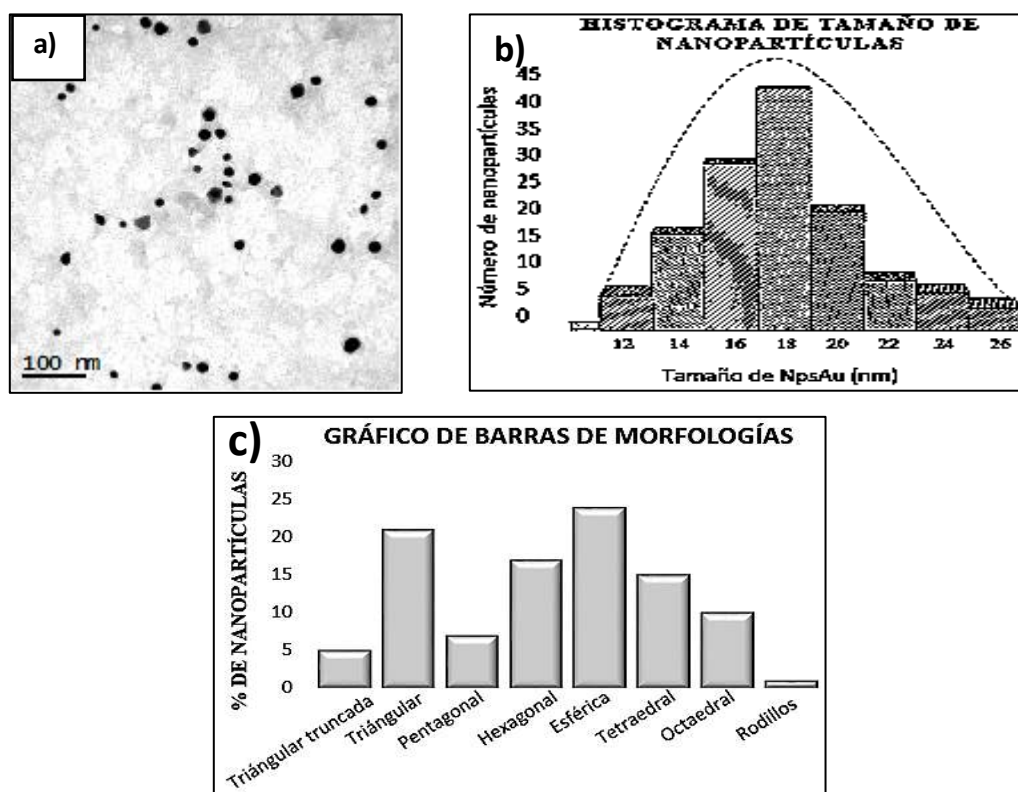 a)
100 nm
b)
HISTOGRAMA DE TAMAÑO DE
NANOPARTÍCULAS
Número de nanopartículas
45
40
35
30
25
20
15
10
5
0
12 14 16 18 20 22 24 26
Tamaño de NpsAu (nm)
c)
GRÁFICO DE BARRAS DE MORFOLOGÍAS
% DE NANOPARTÍCULAS
30
25
20
15
10
5
0
Triángular truncada
Triángular
Pentagonal
Hexagonal
Esférica
Tetraedral
Octaedral
Rodillos